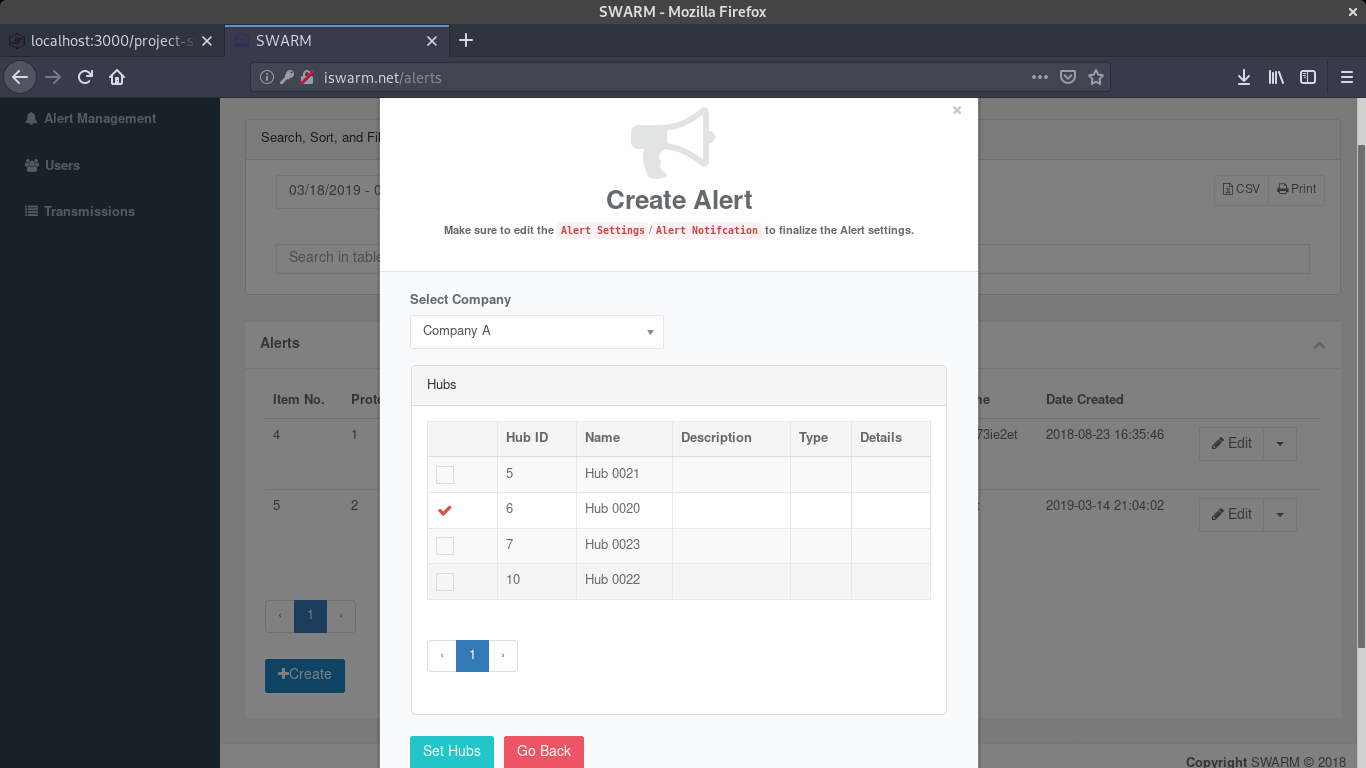 SWARM - Mozilla Firefox
localhost:3000/project-s
SWARM
iswarm.net/alerts
Alert Management
Users
Transmissions
Search, Sort, and Fil
03/18/2019 - 0
CSV
Print
Search in table
Create Alert
Make sure to edit the Alert Settings/Alert Notifcation to finalize the Alert settings.
Select Company
Company A
Hubs
Hub ID Name Description Type Details
5 Hub 0021
6 Hub 0020
7 Hub 0023
10 Hub 0022
‹ 1 ›
Set Hubs Go Back
Alerts
Item No. Proto ne Date Created
4 1 73ie2et 2018-08-23 16:35:46 Edit
5 2 t 2019-03-14 21:04:02 Edit
‹ 1 ›
+Create
Copyright SWARM © 2018